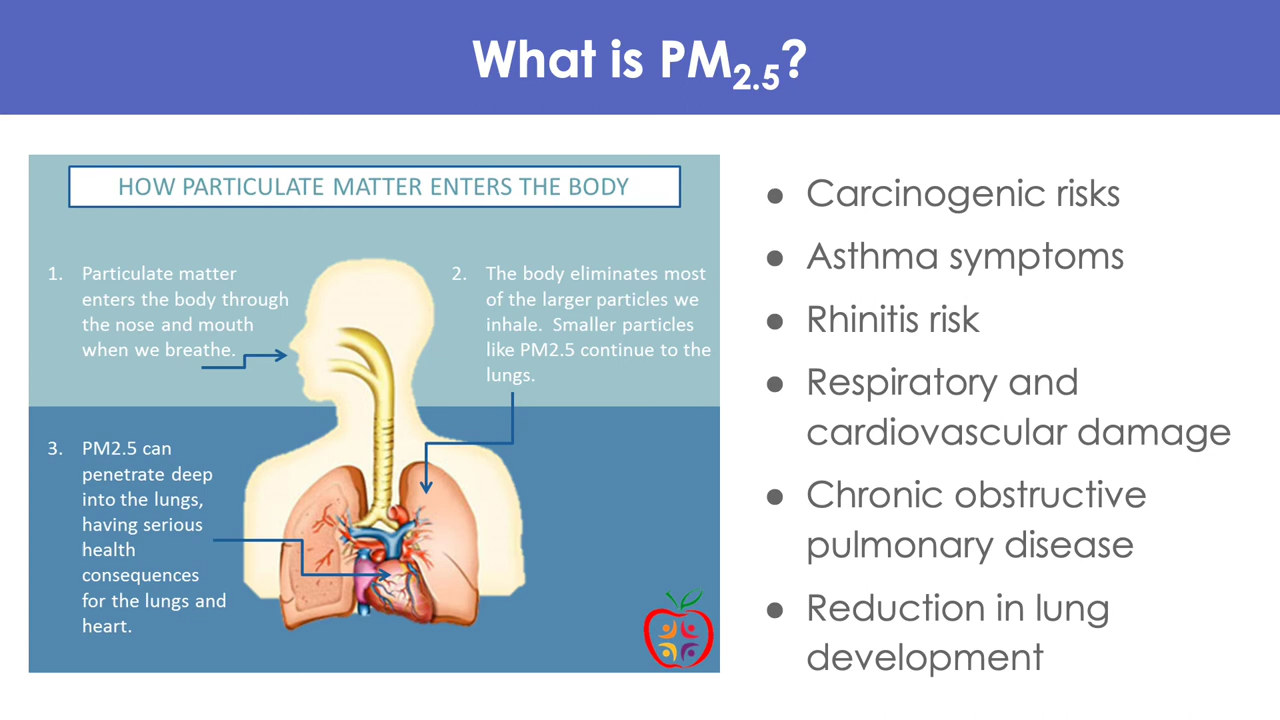 What is PM2.5?
HOW PARTICULATE MATTER ENTERS THE BODY
1. Particulate matter
enters the body through
the nose and mouth
when we breathe.
2. The body eliminates most
of the larger particles we
inhale. Smaller particles
like PM2.5 continue to the
lungs.
3. PM2.5 can
penetrate deep
into the lungs,
having serious
health
consequences
for the lungs and
heart.
● Carcinogenic risks
● Asthma symptoms
● Rhinitis risk
● Respiratory and
cardiovascular damage
● Chronic obstructive
pulmonary disease
● Reduction in lung
development